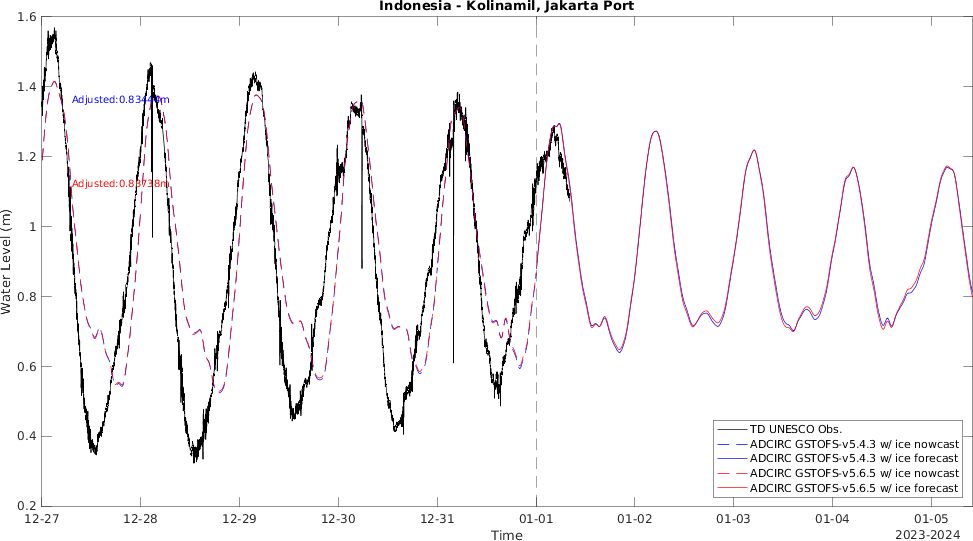 Indonesia - Kolinamil, Jakarta Port
1.6
1.4
1.2
1
0.8
0.6
0.4
0.2
Water Level (m)
Adjusted:0.83444m
Adjusted:0.83738m
TD UNESCO Obs.
ADCIRC GSTOFS-v5.4.3 w/ ice nowcast
ADCIRC GSTOFS-v5.4.3 w/ ice forecast
ADCIRC GSTOFS-v5.6.5 w/ ice nowcast
ADCIRC GSTOFS-v5.6.5 w/ ice forecast
12-27 12-28 12-29 12-30 12-31 01-01 01-02 01-03 01-04 01-05
Time
2023-2024